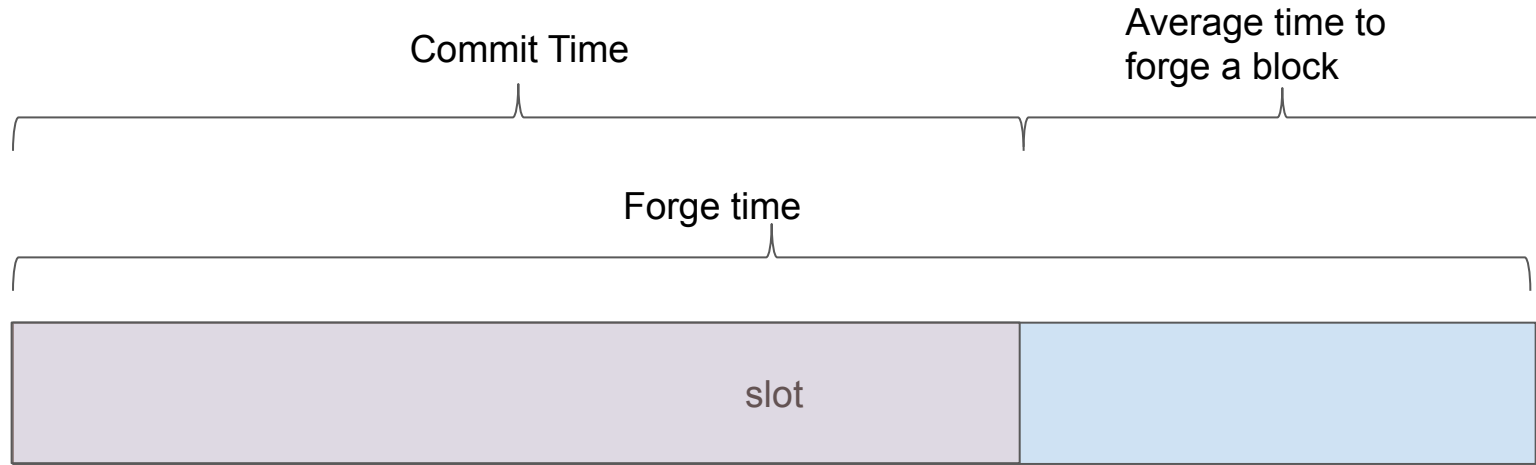 Commit Time
Average time to
forge a block
Forge time
slot